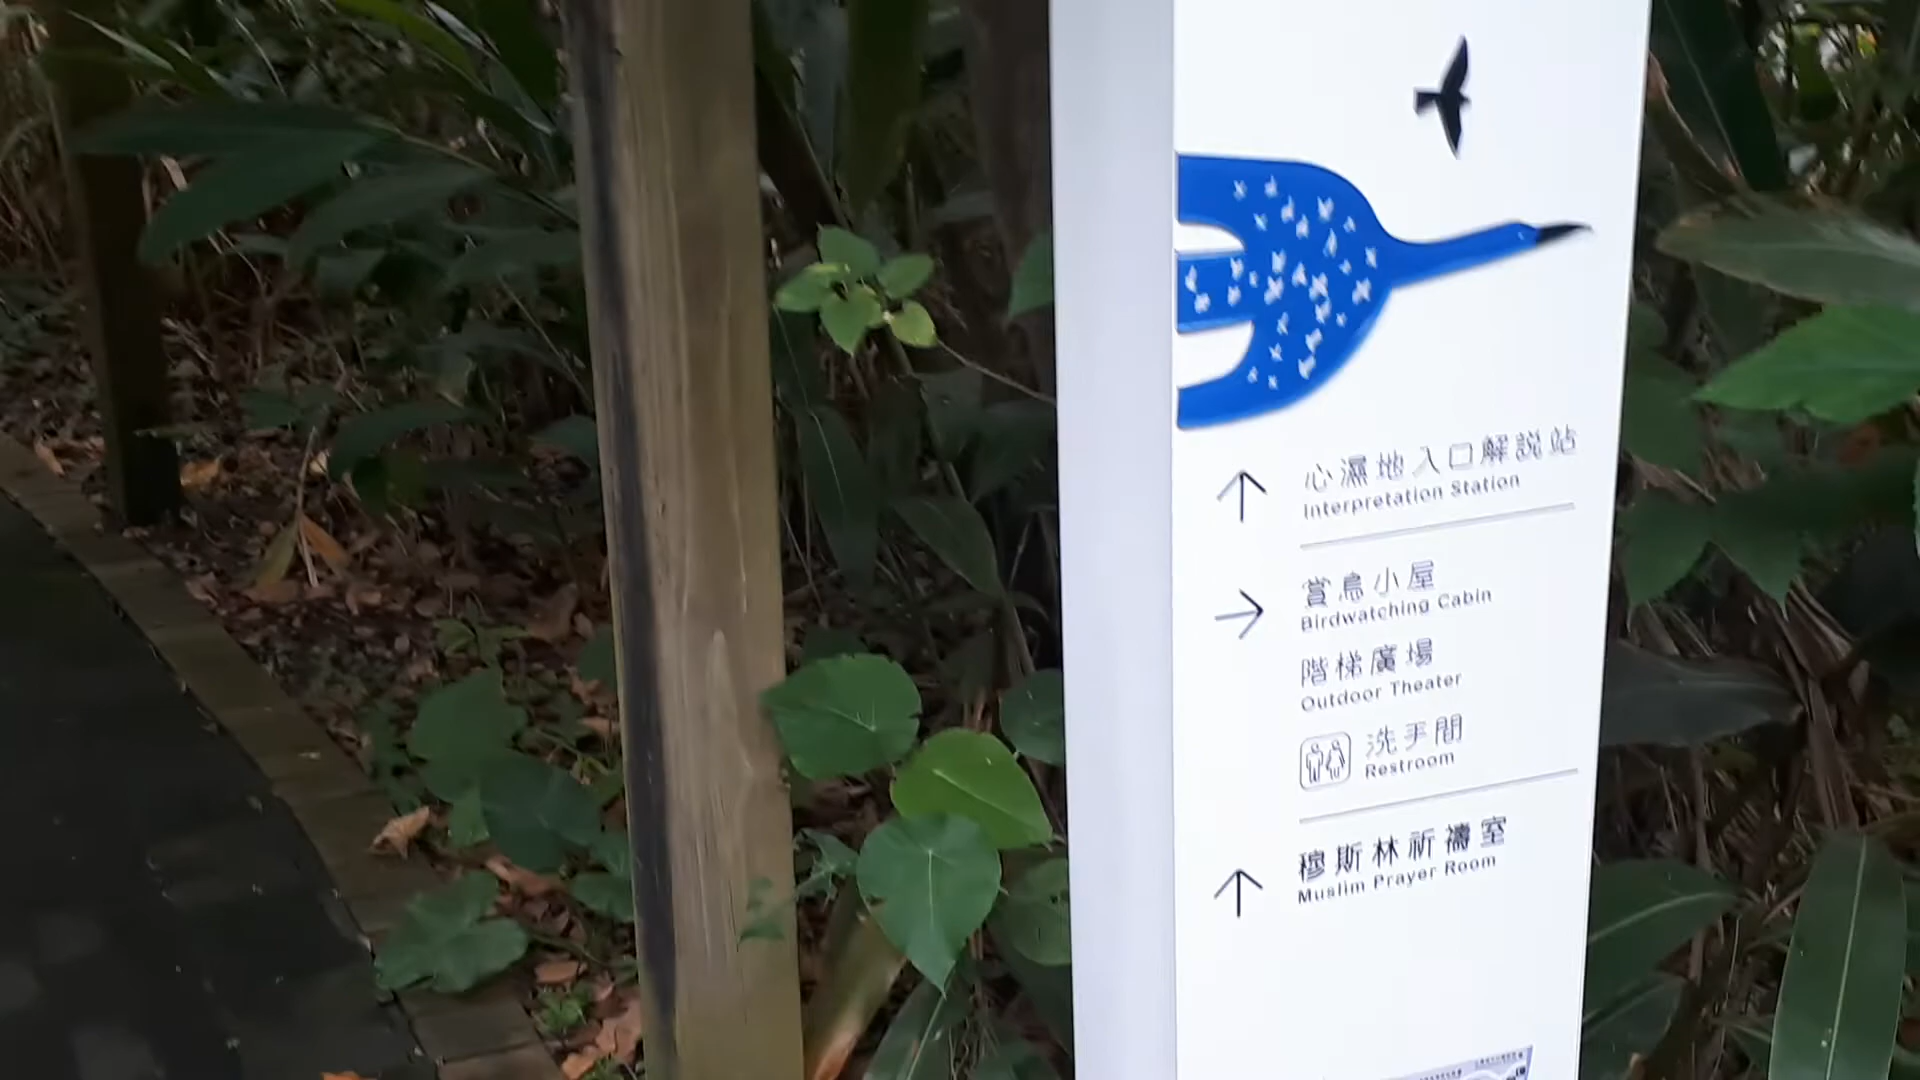 心濕地入口解說站
Interpretation Station
賞鳥小屋
Birdwatching Cabin
階梯廣場
Outdoor Theater
洗手間
Restroom
穆斯林祈禱室
Muslim Prayer Room